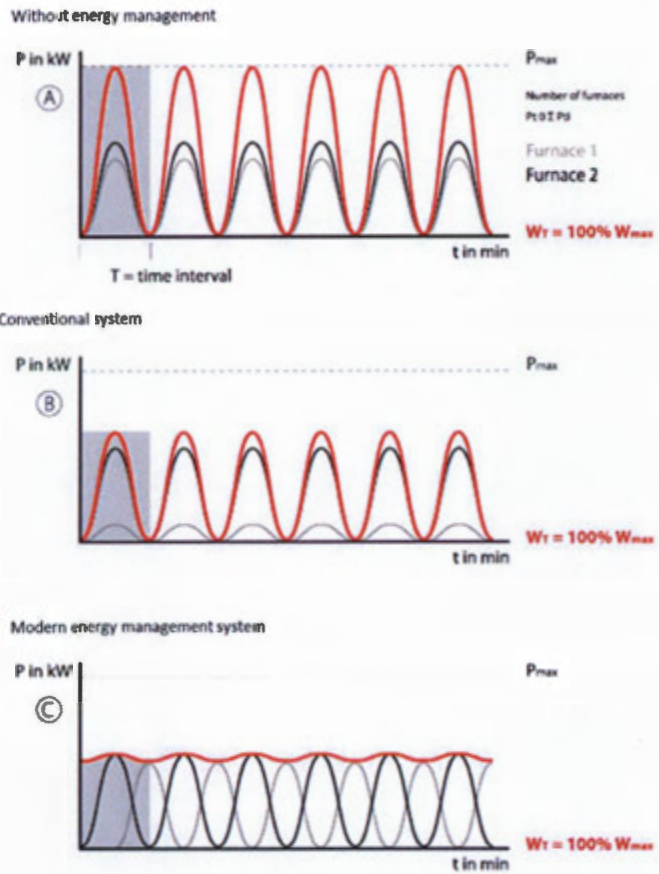 Without energy management
P in kW
Pmax
A
Number of furnaces
Furnace 1
Furnace 2
WT = 100% Wmax
t in min
T = time interval
Conventional system
P in kW
Pmax
B
WT = 100% Wmax
t in min
Modern energy management system
P in kW
Pmax
C
WT = 100% Wmax
t in min